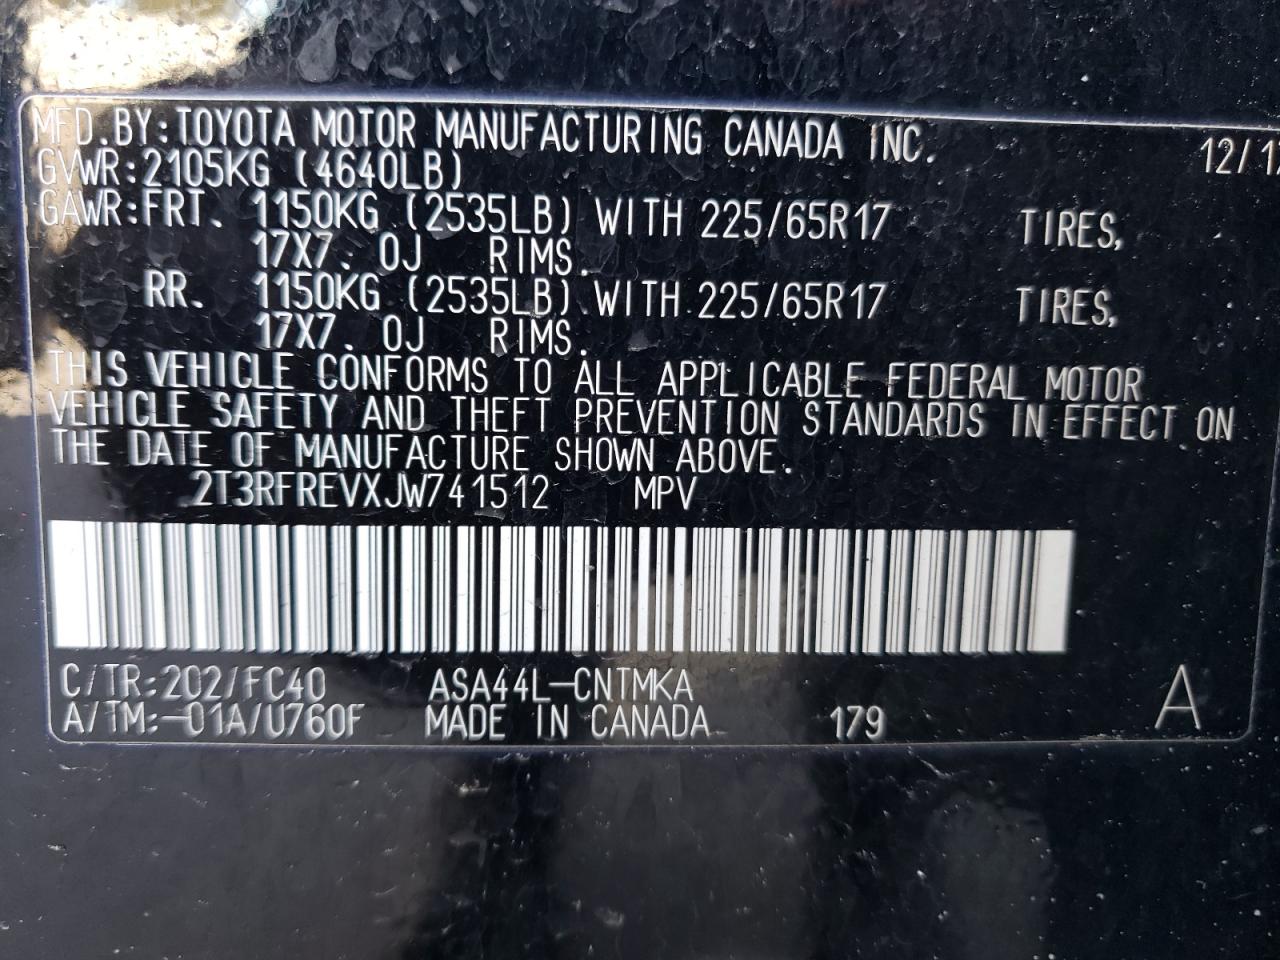 MFD.BY:TOYOTA MOTOR MANUFACTURING CANADA INC. 12/17
GVWR:2105KG (4640LB)
GAWR:FRT. 1150KG (2535LB) WITH 225/65R17 TIRES,
17X7. 0J RIMS.
RR. 1150KG (2535LB) WITH 225/65R17 TIRES,
17X7. 0J RIMS.
THIS VEHICLE CONFORMS TO ALL APPLICABLE FEDERAL MOTOR
VEHICLE SAFETY AND THEFT PREVENTION STANDARDS IN EFFECT ON
THE DATE OF MANUFACTURE SHOWN ABOVE.
2T3RFREVXJW741512 MPV
C/TR:202/FC40 ASA44L-CNTMKA A
A/TM:-01A/U760F MADE IN CANADA 179